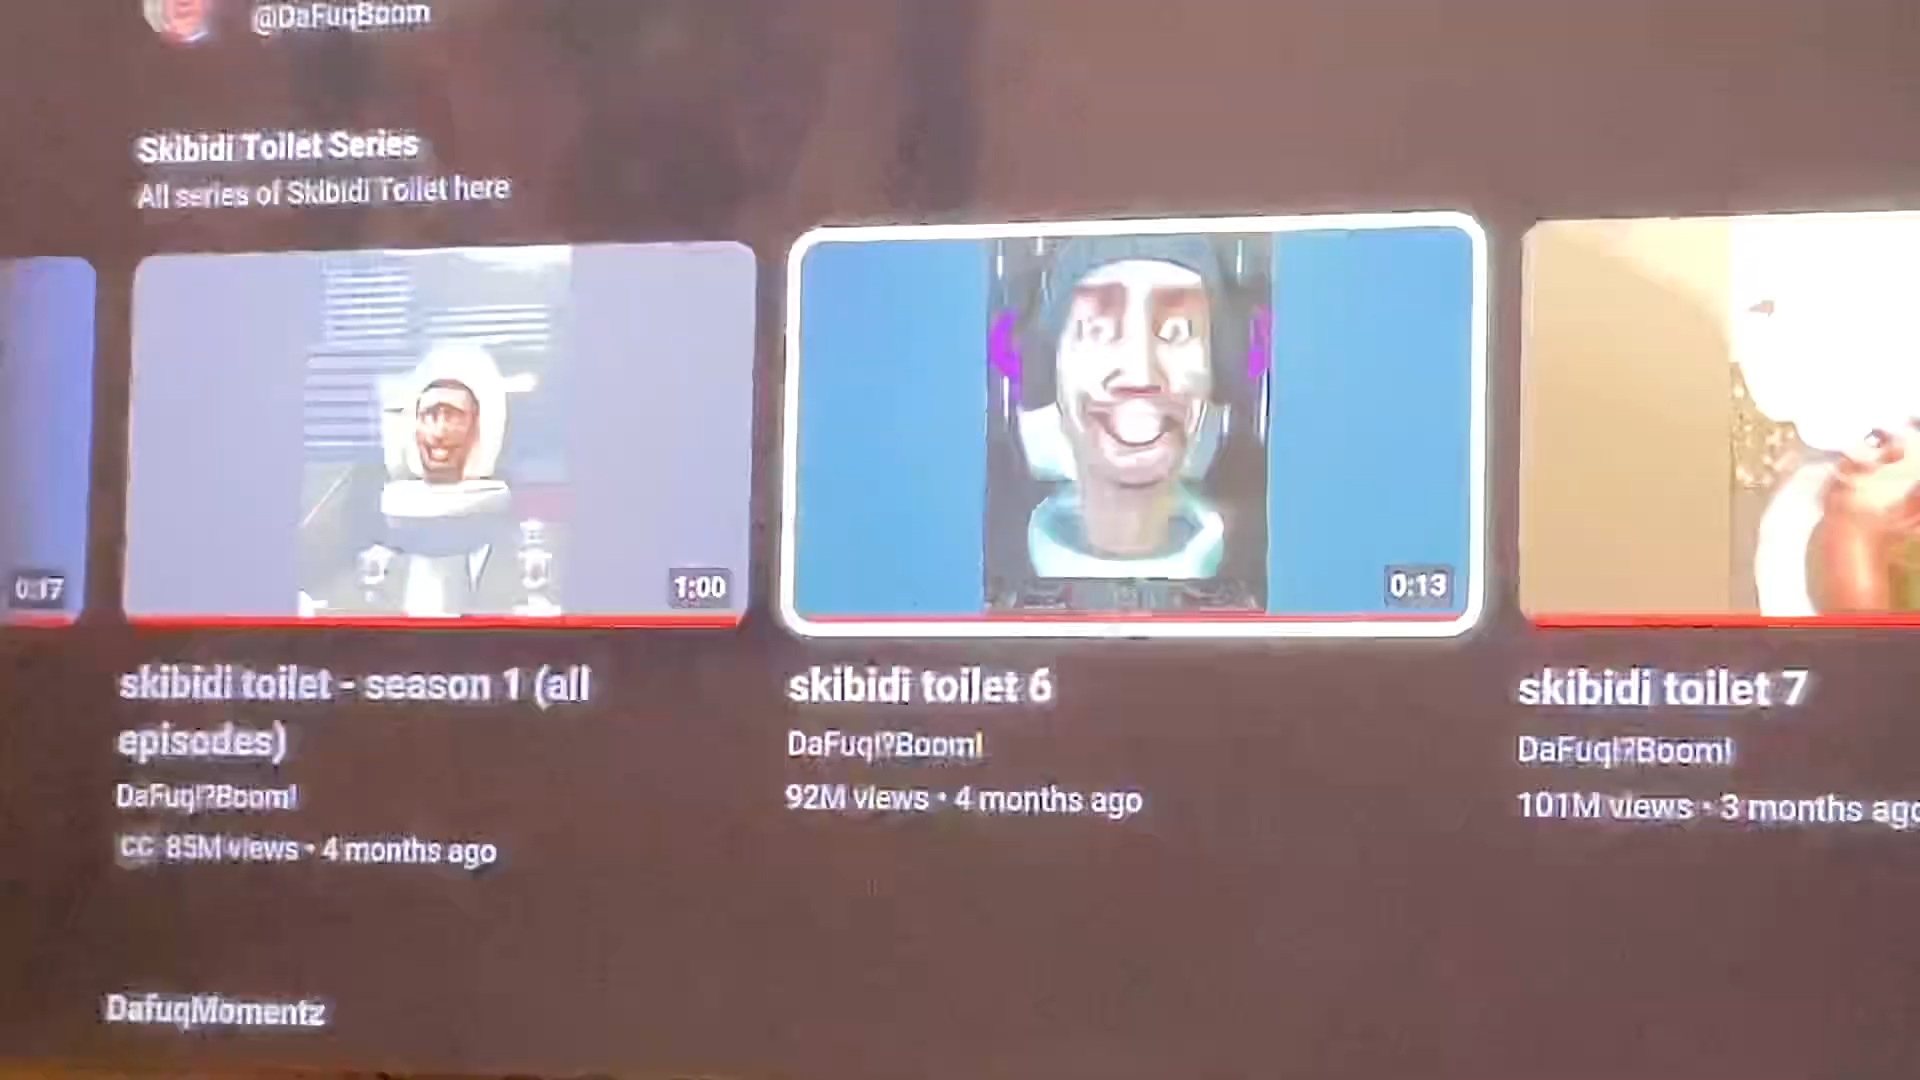 @DaFuqBoom
Skibidi Toilet Series
All series of Skibidi Toilet here
0:17
1:00
0:13
skibidi toilet - season 1 (all
episodes)
DaFuq!?Boom!
CC 85M views • 4 months ago
skibidi toilet 6
DaFuq!?Boom!
92M views • 4 months ago
skibidi toilet 7
DaFuq!?Boom!
101M views • 3 months ago
DafuqMomentz